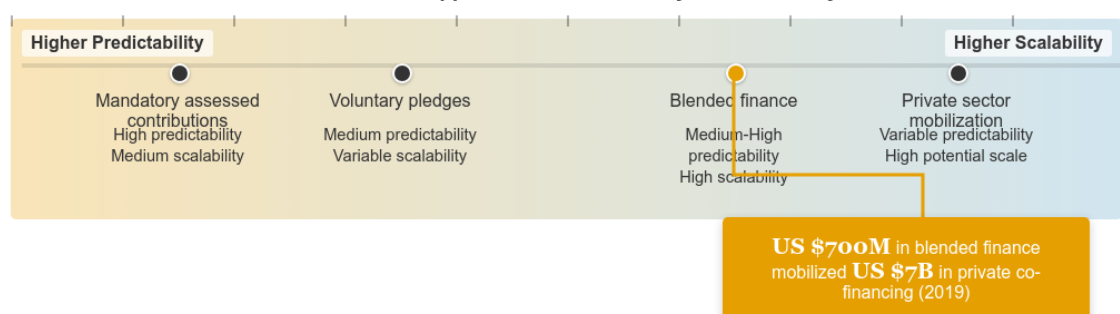 Higher Predictability
Higher Scalability
Mandatory assessed
contributions
High predictability
Medium scalability
Voluntary pledges
Medium predictability
Variable scalability
Blended finance
Medium-High
predictability
High scalability
Private sector
mobilization
Variable predictability
High potential scale
US $700M in blended finance
mobilized US $7B in private co-
financing (2019)